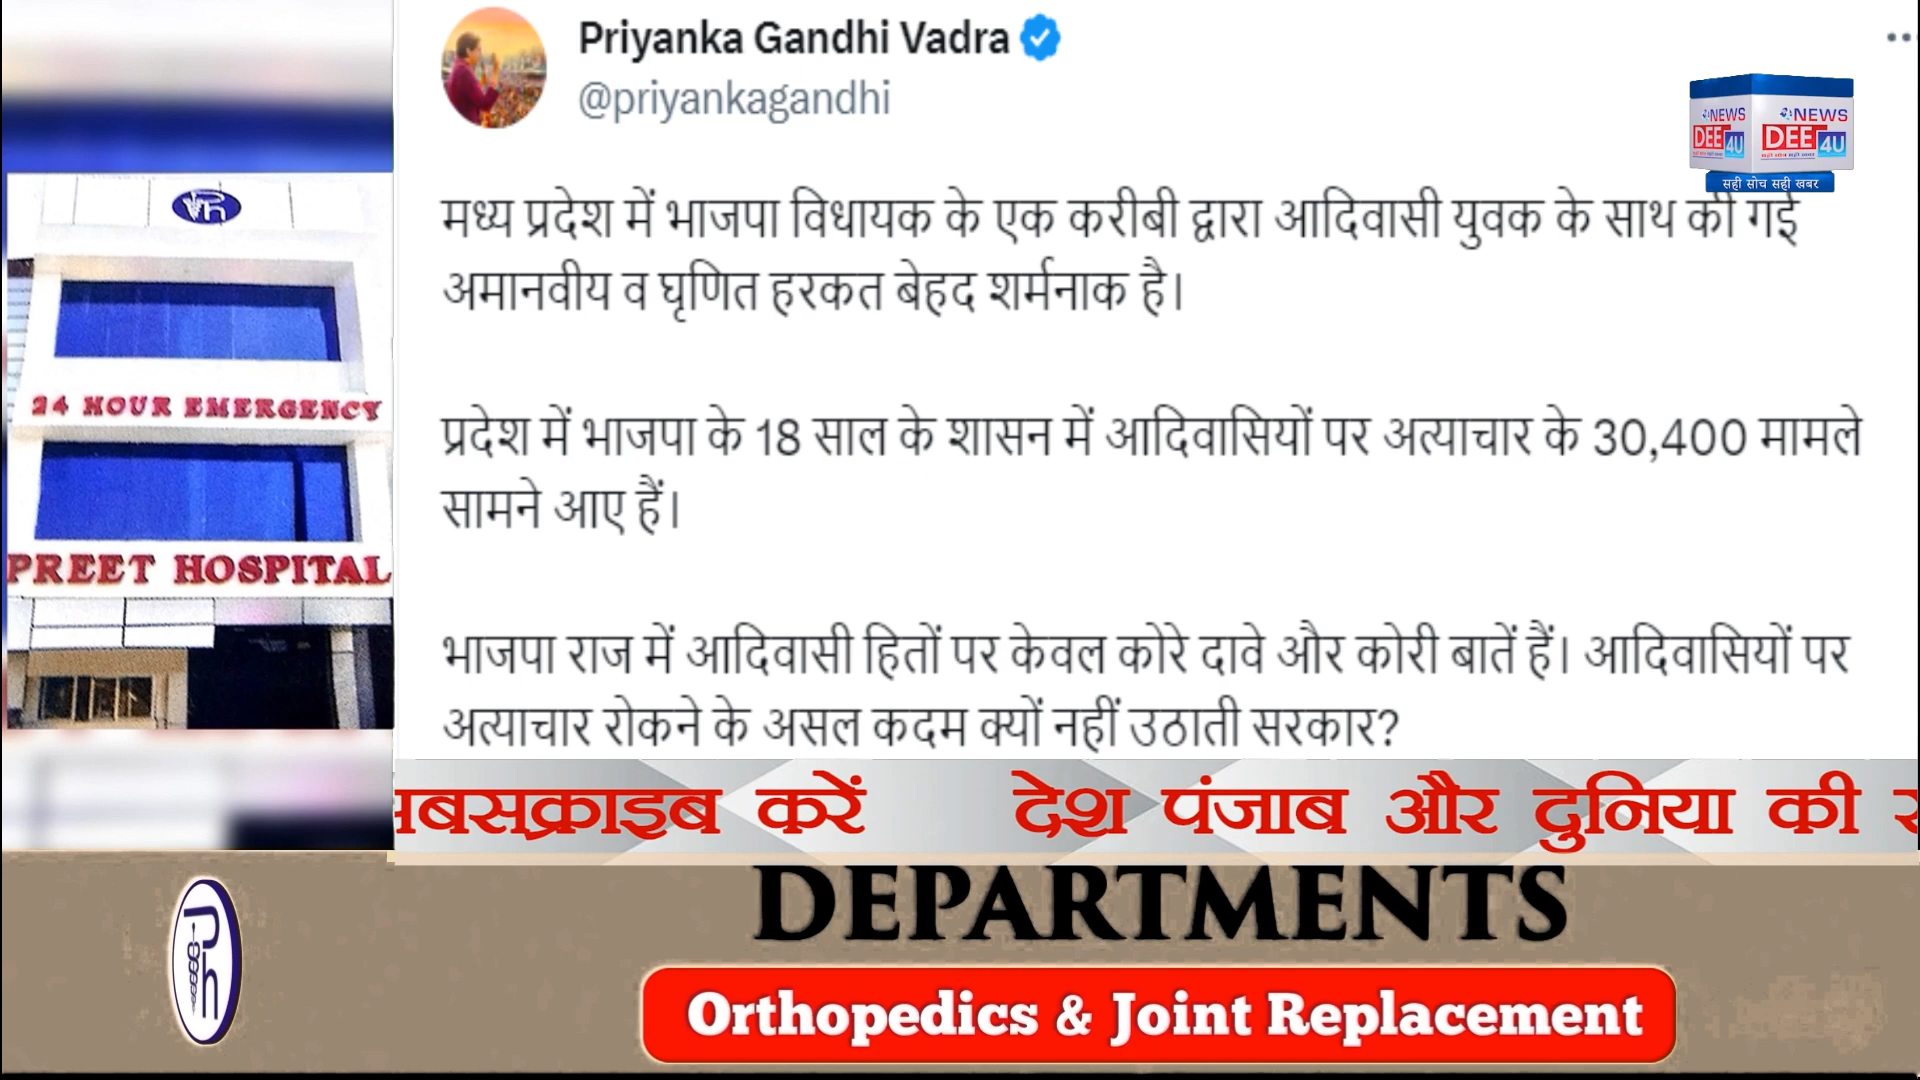 Priyanka Gandhi Vadra
@priyankagandhi
NEWS
DEE 4U
NEWS
DEE 4U
सही सोच सही खबर
मध्य प्रदेश में भाजपा विधायक के एक करीबी द्वारा आदिवासी युवक के साथ की गई
अमानवीय व घृणित हरकत बेहद शर्मनाक है।
प्रदेश में भाजपा के 18 साल के शासन में आदिवासियों पर अत्याचार के 30,400 मामले
सामने आए हैं।
भाजपा राज में आदिवासी हितों पर केवल कोरे दावे और कोरी बातें हैं। आदिवासियों पर
अत्याचार रोकने के असल कदम क्यों नहीं उठाती सरकार?
24 HOUR EMERGENCY
PREET HOSPITAL
करें देश पंजाब और दुनिया की
DEPARTMENTS
Orthopedics & Joint Replacement